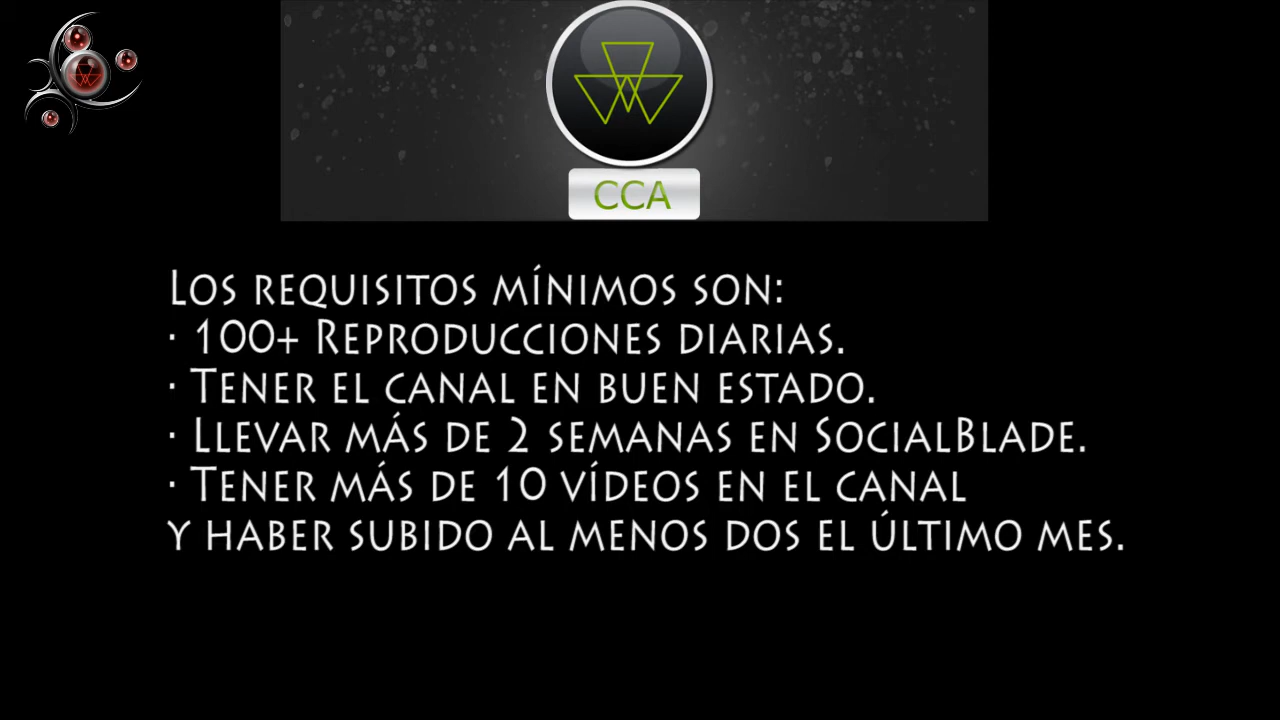 CCA
Los requisitos mínimos son:
· 100+ Reproducciones diarias.
· Tener el canal en buen estado.
· Llevar más de 2 semanas en SocialBlade.
· Tener más de 10 vídeos en el canal
y haber subido al menos dos el último mes.